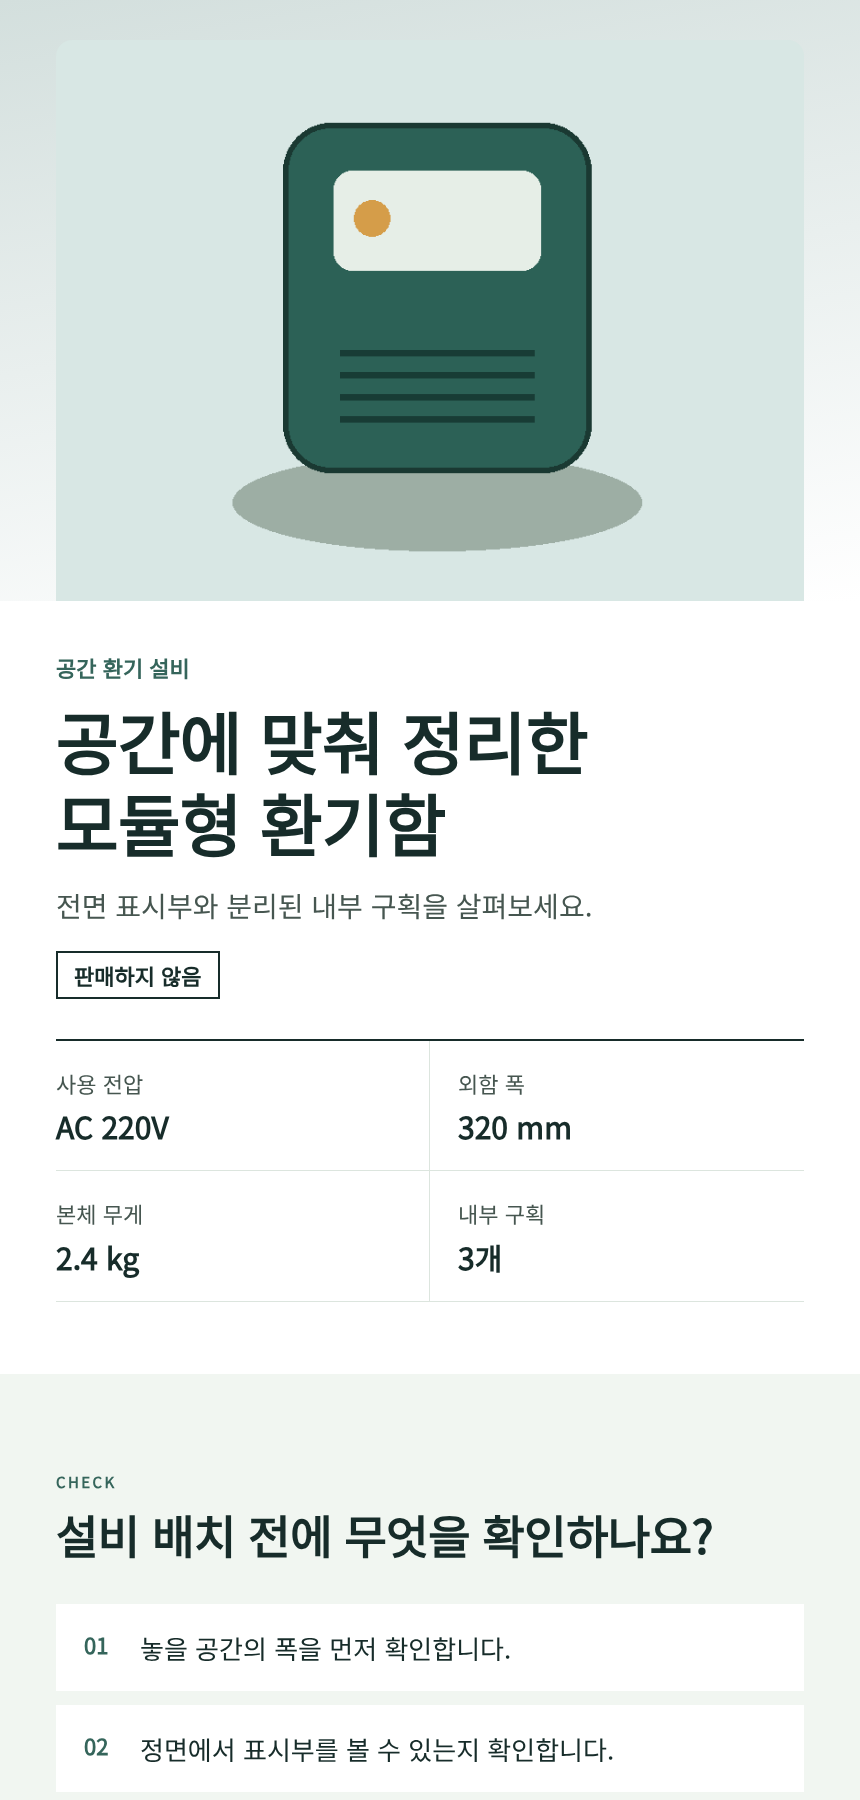 공간 환기 설비
공간에 맞춰 정리한
모듈형 환기함
전면 표시부와 분리된 내부 구획을 살펴보세요.
판매하지 않음
사용 전압
AC 220V
외함 폭
320 mm
본체 무게
2.4 kg
내부 구획
3개
CHECK
설비 배치 전에 무엇을 확인하나요?
01 놓을 공간의 폭을 먼저 확인합니다.
02 정면에서 표시부를 볼 수 있는지 확인합니다.